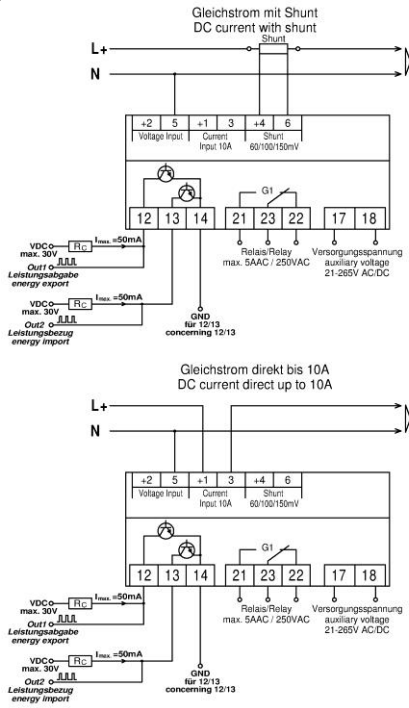 Gleichstrom mit Shunt
DC current with shunt
Shunt
L+
N
+2 5 +1 3 +4 6
Voltage Input Current Input 10A Shunt 60/100/150mV
G1
12 13 14 21 23 22 17 18
VDC max. 30V RC Imax. =50mA
Out1
Leistungsabgabe
energy export
VDC max. 30V RC Imax. =50mA
Out2
Leistungsbezug
energy import
GND
für 12/13
concerning 12/13
Relais/Relay
max. 5AAC / 250VAC
Versorgungsspannung
auxiliary voltage
21-265V AC/DC
Gleichstrom direkt bis 10A
DC current direct up to 10A
L+
N
+2 5 +1 3 +4 6
Voltage Input Current Input 10A Shunt 60/100/150mV
G1
12 13 14 21 23 22 17 18
VDC max. 30V RC Imax. =50mA
Out1
Leistungsabgabe
energy export
VDC max. 30V RC Imax. =50mA
Out2
Leistungsbezug
energy import
GND
für 12/13
concerning 12/13
Relais/Relay
max. 5AAC / 250VAC
Versorgungsspannung
auxiliary voltage
21-265V AC/DC